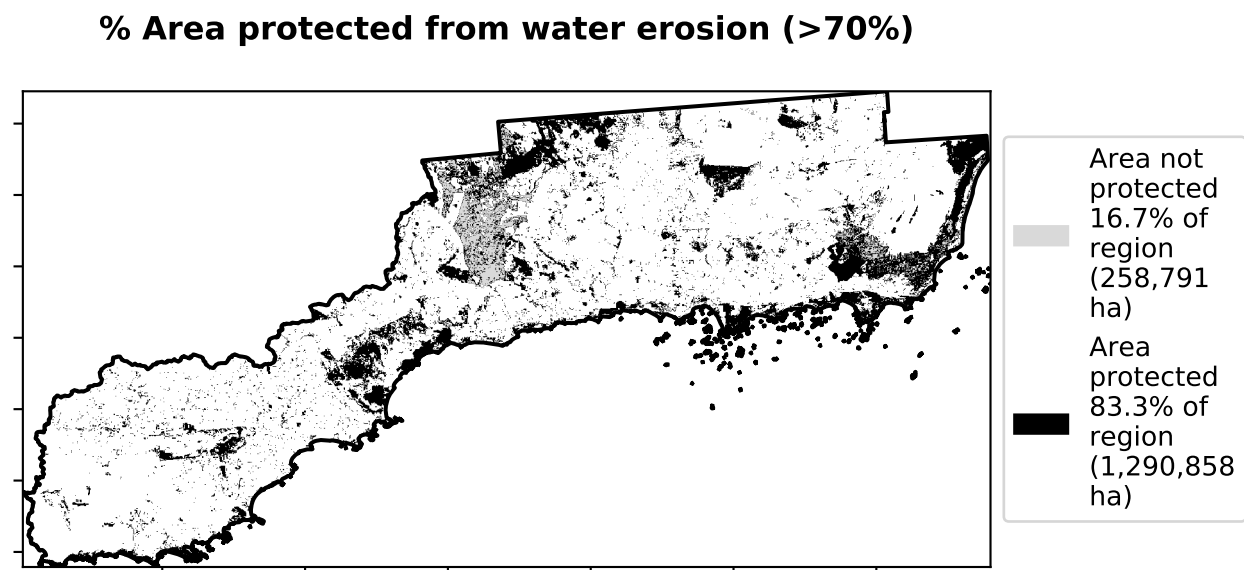 % Area protected from water erosion (>70%)
Area not
protected
16.7% of
region
(258,791
ha)
Area
protected
83.3% of
region
(1,290,858
ha)